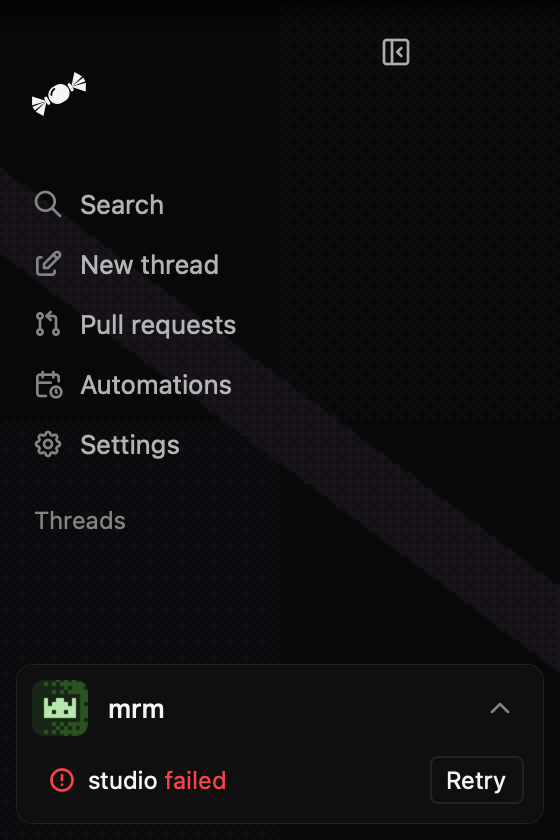 Search
New thread
Pull requests
Automations
Settings
Threads
mrm
studio failed
Retry